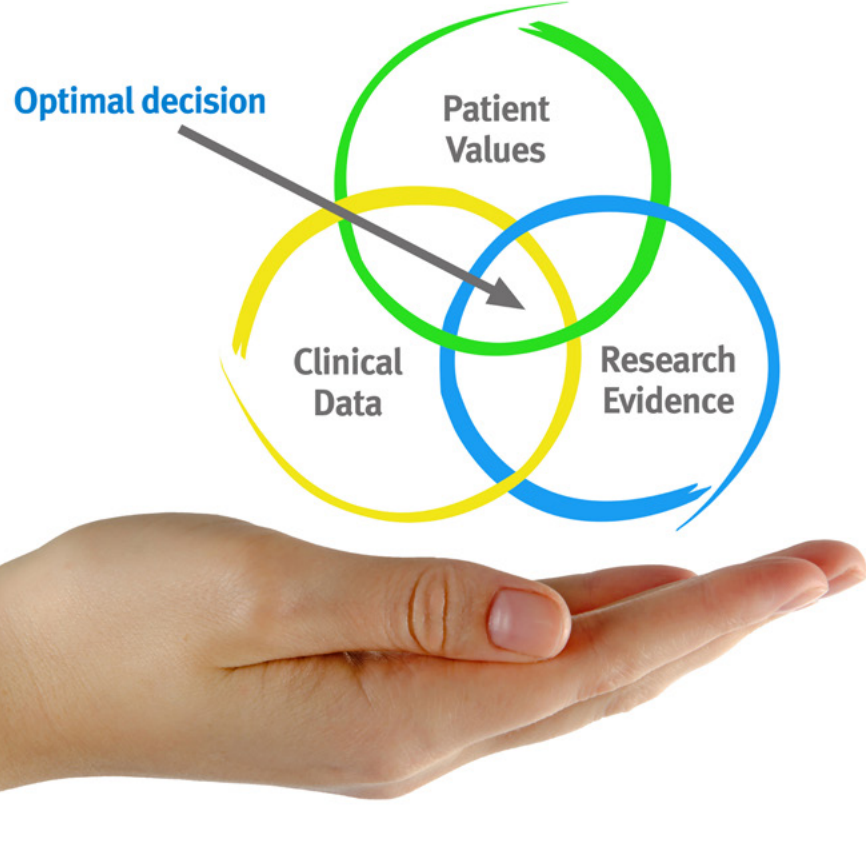 Optimal decision
Patient
Values
Clinical
Data
Research
Evidence